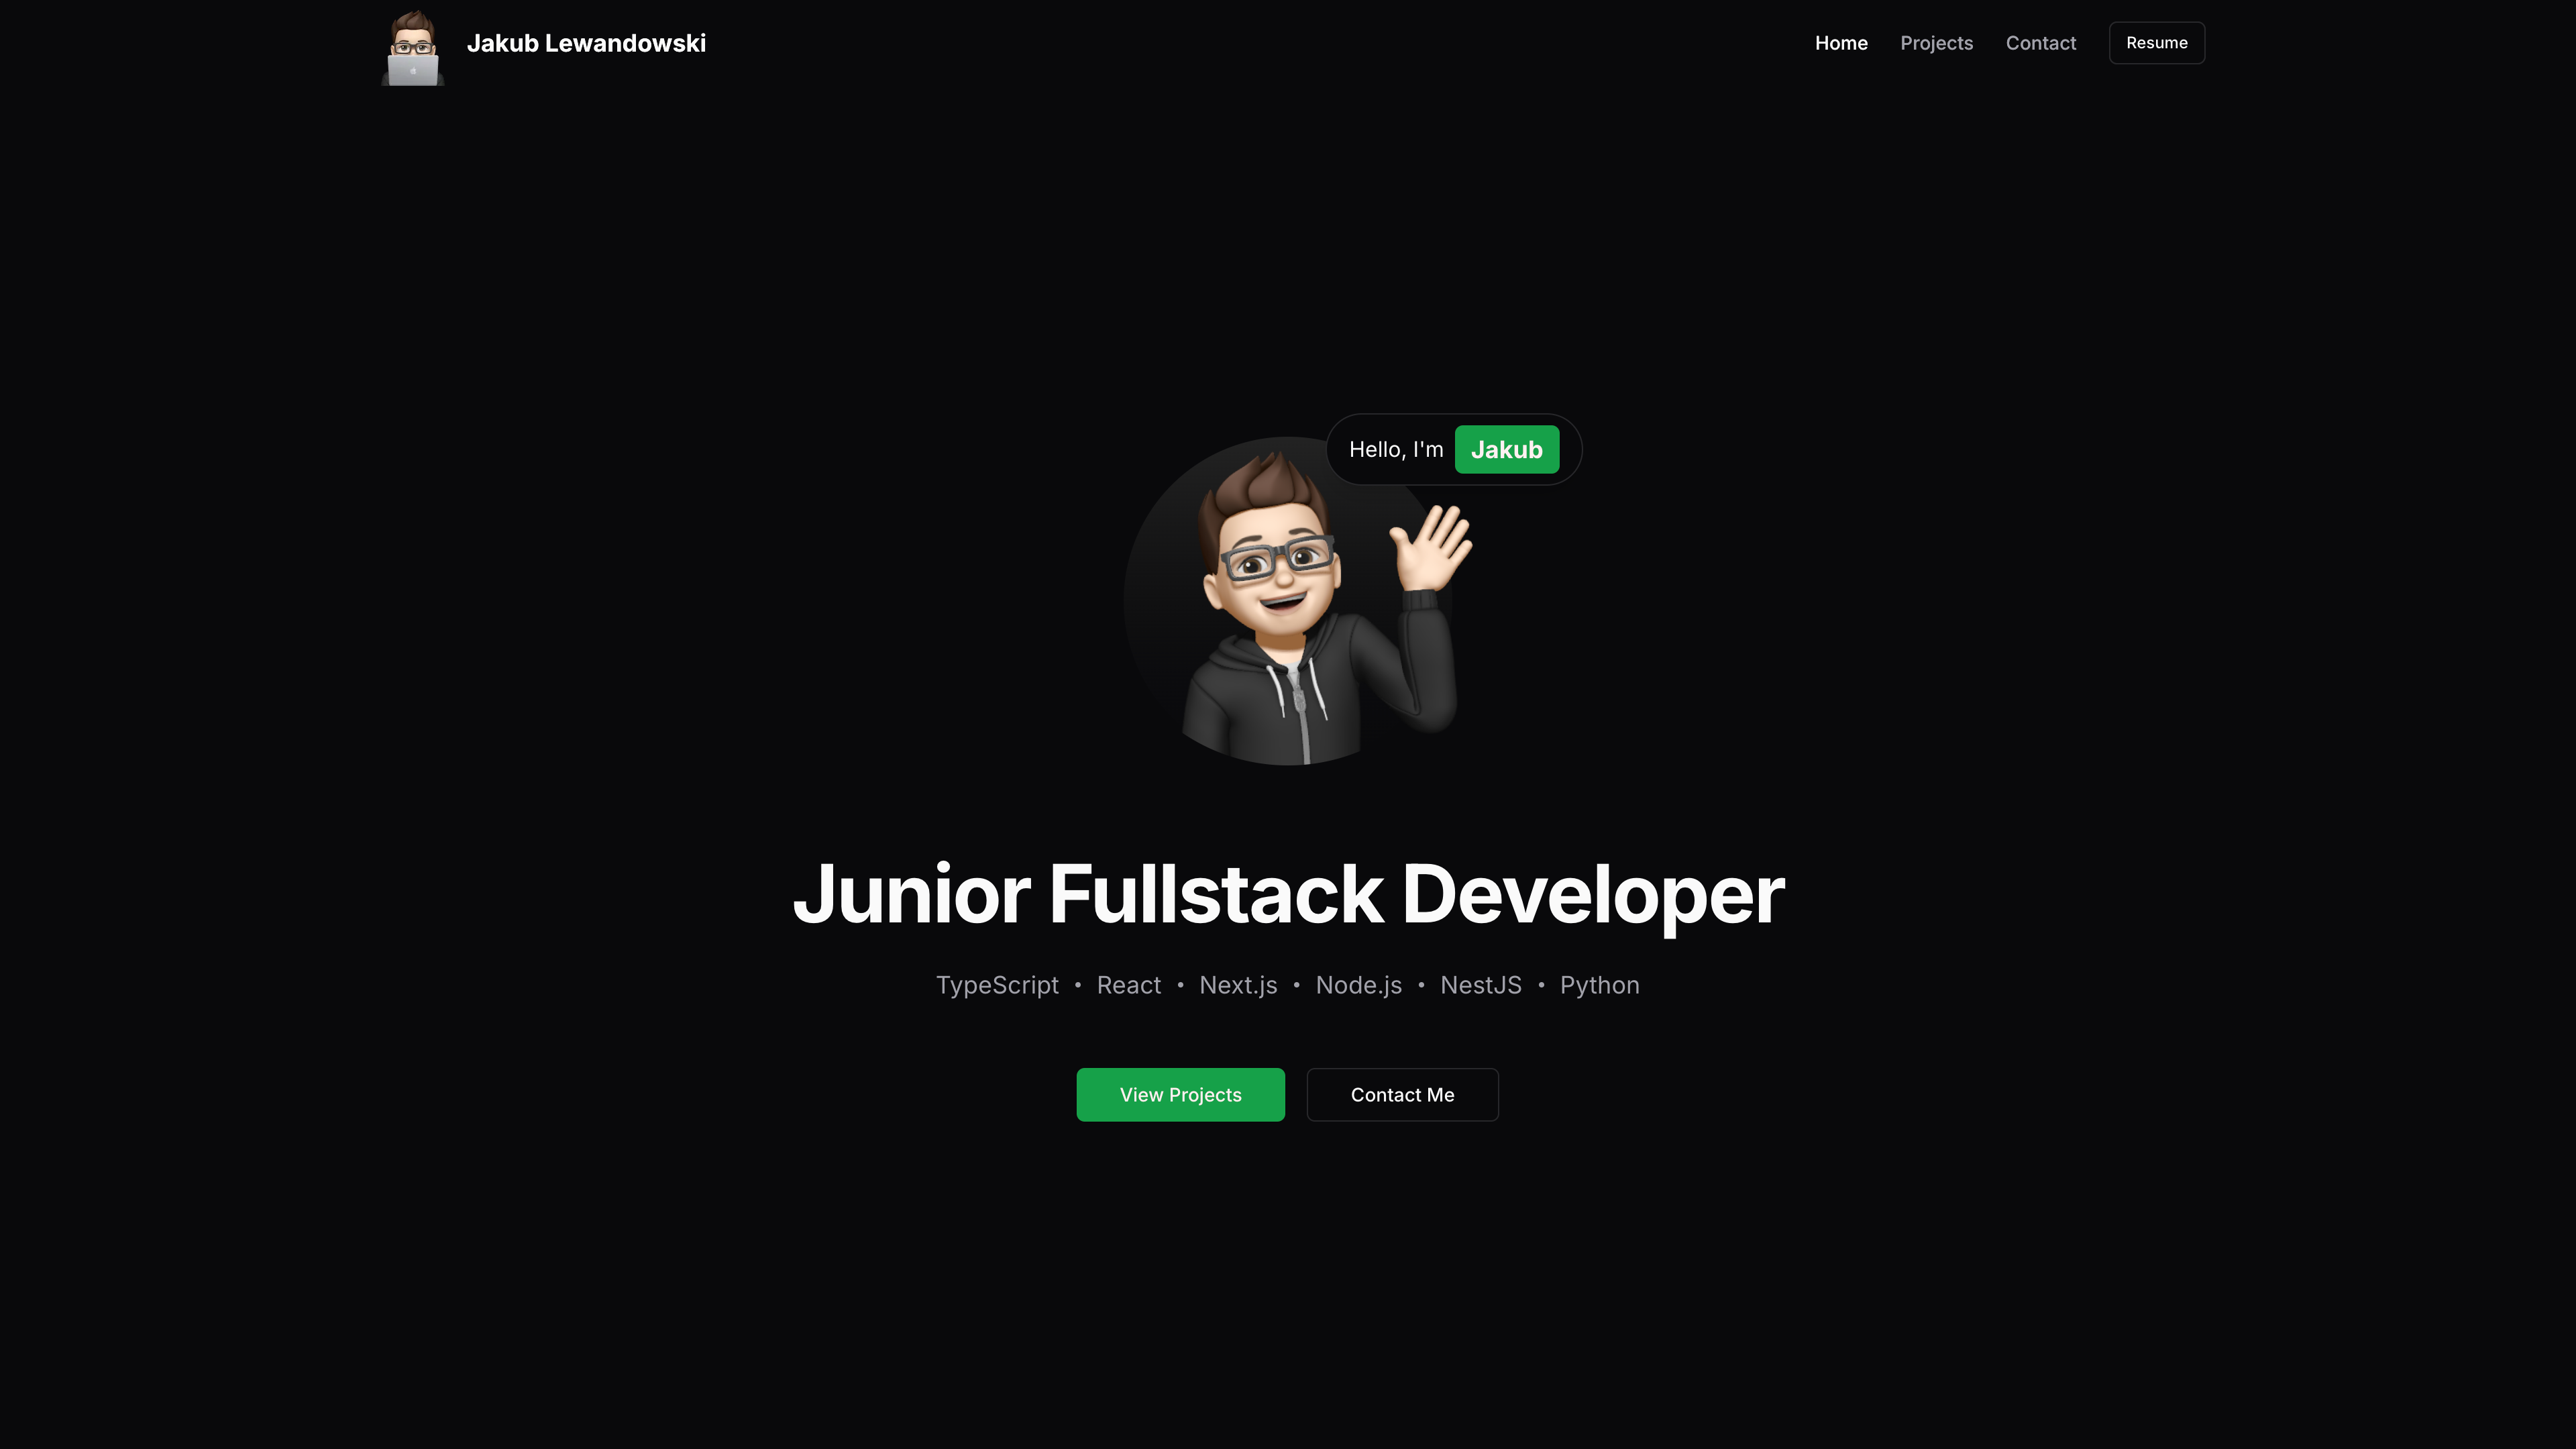 Jakub Lewandowski
Home Projects Contact Resume
Hello, I'm Jakub
Junior Fullstack Developer
TypeScript • React • Next.js • Node.js • NestJS • Python
View Projects Contact Me